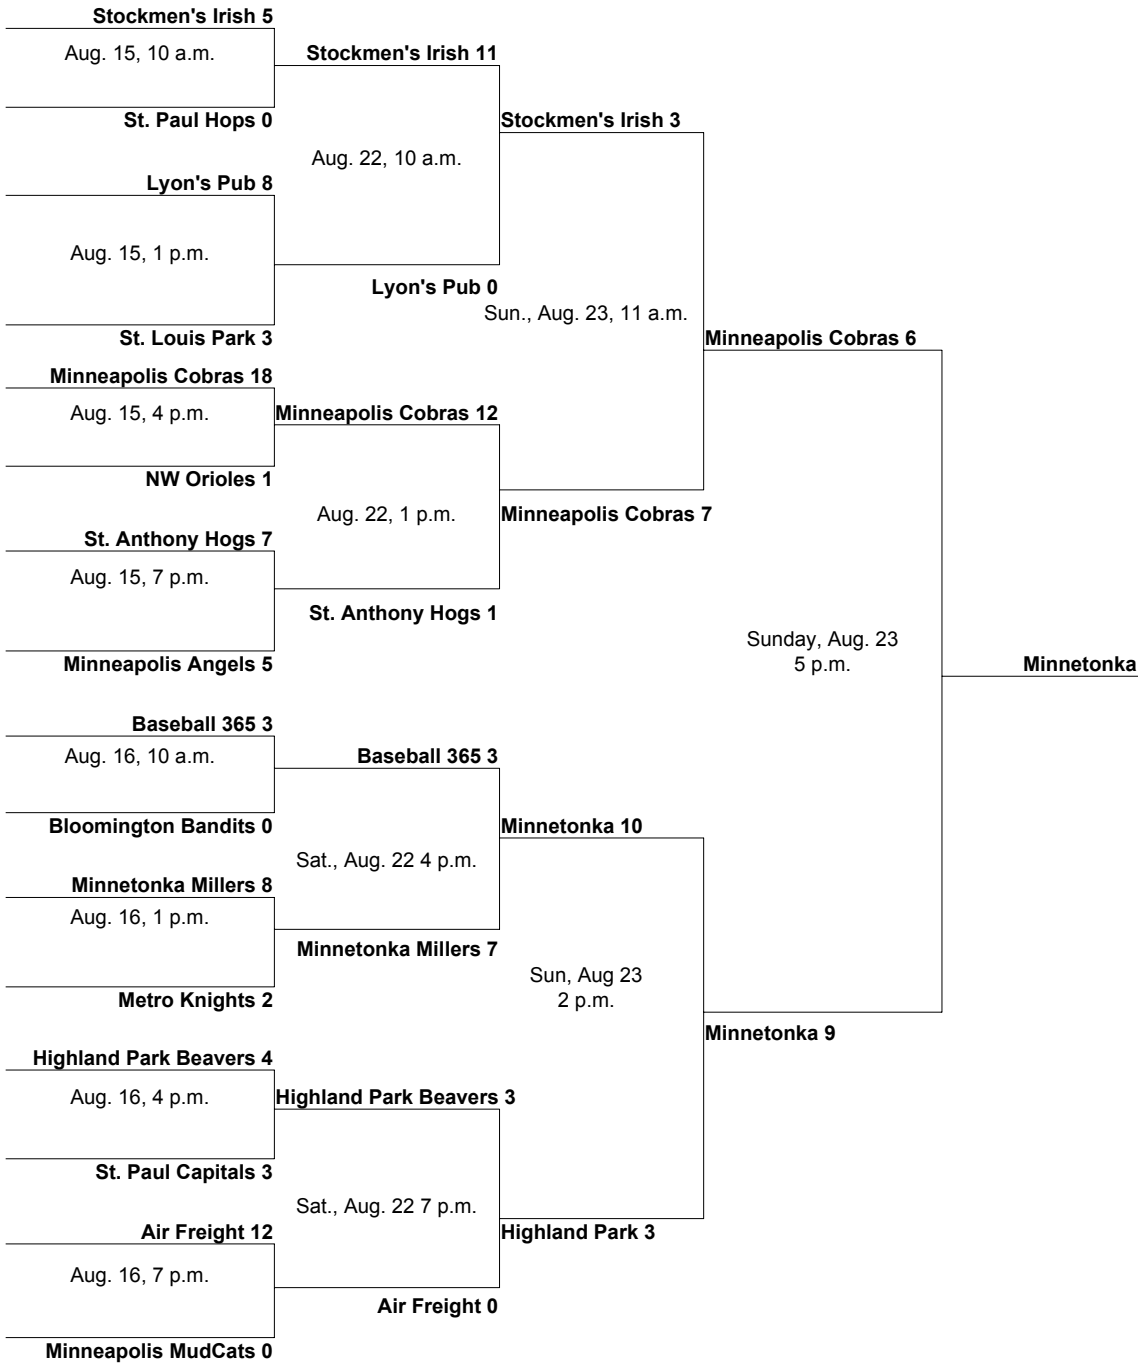 Stockmen's Irish 5
Aug. 15, 10 a.m.
St. Paul Hops 0
Lyon's Pub 8
Aug. 15, 1 p.m.
St. Louis Park 3
Minneapolis Cobras 18
Aug. 15, 4 p.m.
NW Orioles 1
St. Anthony Hogs 7
Aug. 15, 7 p.m.
Minneapolis Angels 5
Baseball 365 3
Aug. 16, 10 a.m.
Bloomington Bandits 0
Minnetonka Millers 8
Aug. 16, 1 p.m.
Metro Knights 2
Highland Park Beavers 4
Aug. 16, 4 p.m.
St. Paul Capitals 3
Air Freight 12
Aug. 16, 7 p.m.
Minneapolis MudCats 0
Stockmen's Irish 11
Aug. 22, 10 a.m.
Lyon's Pub 0
Minneapolis Cobras 12
Aug. 22, 1 p.m.
St. Anthony Hogs 1
Baseball 365 3
Sat., Aug. 22 4 p.m.
Minnetonka Millers 7
Highland Park Beavers 3
Sat., Aug. 22 7 p.m.
Air Freight 0
Stockmen's Irish 3
Sun., Aug. 23, 11 a.m.
Minneapolis Cobras 7
Minnetonka 10
Sun, Aug 23
2 p.m.
Highland Park 3
Minneapolis Cobras 6
Sunday, Aug. 23
5 p.m.
Minnetonka 9
Minnetonka